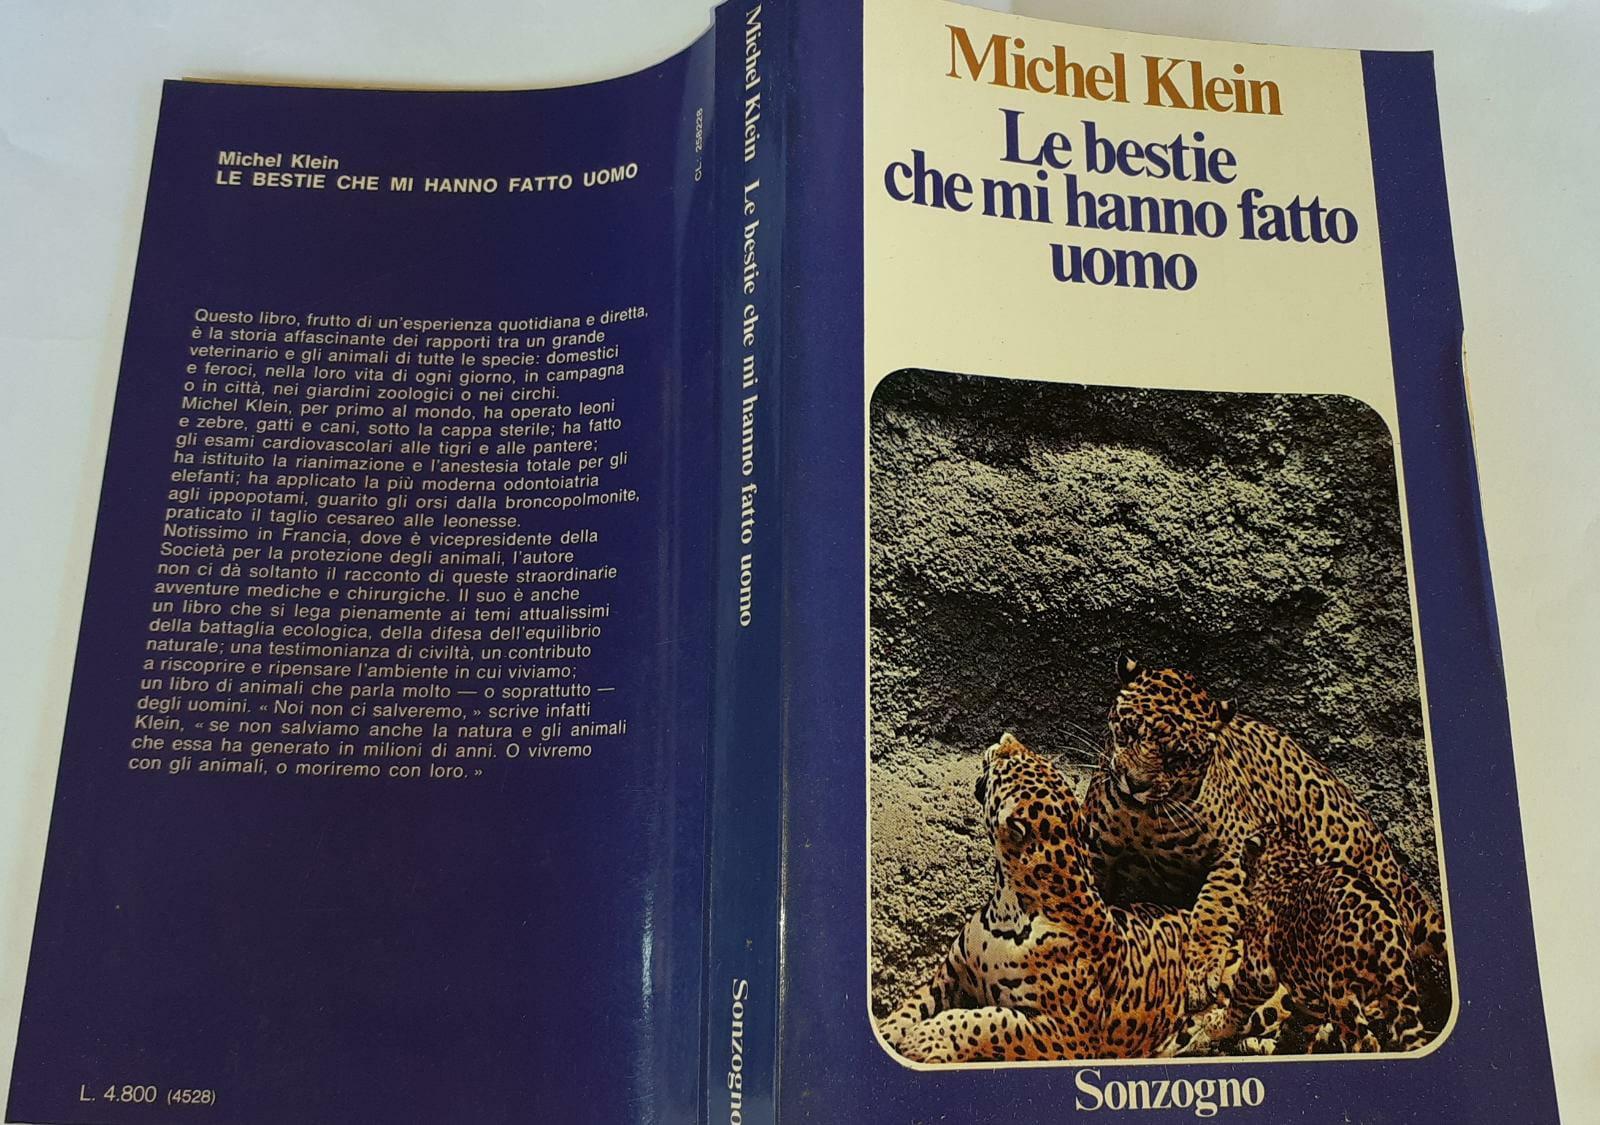 Michel Klein
LE BESTIE CHE MI HANNO FATTO UOMO
Questo libro, frutto di un'esperienza quotidiana e diretta,
è la storia affascinante dei rapporti tra un grande
veterinario e gli animali di tutte le specie: domestici
e feroci, nella loro vita di ogni giorno, in campagna
o in città, nei giardini zoologici o nei circhi.
Michel Klein, per primo al mondo, ha operato leoni
e zebre, gatti e cani, sotto la cappa sterile; ha fatto
gli esami cardiovascolari alle tigri e alle pantere;
ha istituito la rianimazione e l'anestesia totale per gli
elefanti; ha applicato la più moderna odontoiatria
agli ippopotami, guarito gli orsi dalla broncopolmonite,
praticato il taglio cesareo alle leonesse.
Notissimo in Francia, dove è vicepresidente della
Società per la protezione degli animali, l'autore
non ci dà soltanto il racconto di queste straordinarie
avventure mediche e chirurgiche. Il suo è anche
un libro che si lega pienamente ai temi attualissimi
della battaglia ecologica, della difesa dell'equilibrio
naturale; una testimonianza di civiltà, un contributo
a riscoprire e ripensare l'ambiente in cui viviamo;
un libro di animali che parla molto — o soprattutto —
degli uomini. « Noi non ci salveremo, » scrive infatti
Klein, « se non salviamo anche la natura e gli animali
che essa ha generato in milioni di anni. O vivremo
con gli animali, o moriremo con loro. »
L. 4.800 (4528)
CL. 258228
Michel Klein Le bestie che mi hanno fatto uomo
Sonzogno
Michel Klein
Le bestie
che mi hanno fatto
uomo
Sonzogno